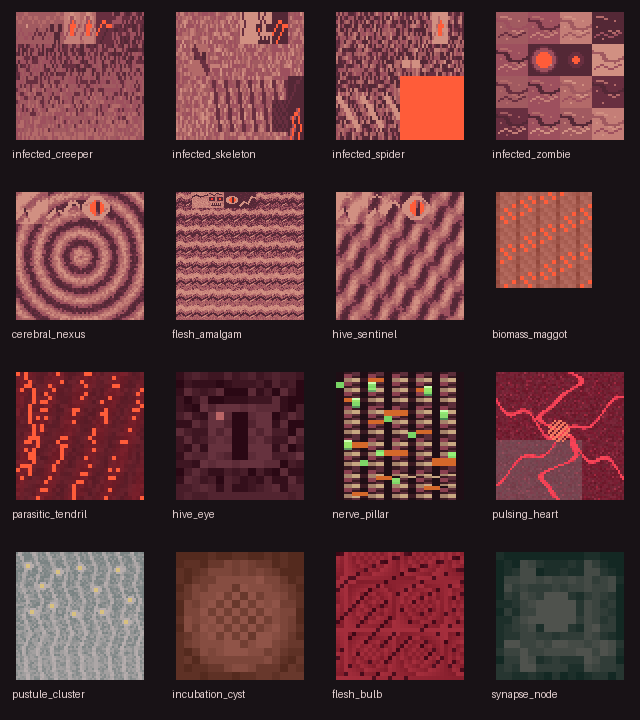 infected_creeper
infected_skeleton
infected_spider
infected_zombie
cerebral_nexus
flesh_amalgam
hive_sentinel
biomass_maggot
parasitic_tendril
hive_eye
nerve_pillar
pulsing_heart
pustule_cluster
incubation_cyst
flesh_bulb
synapse_node